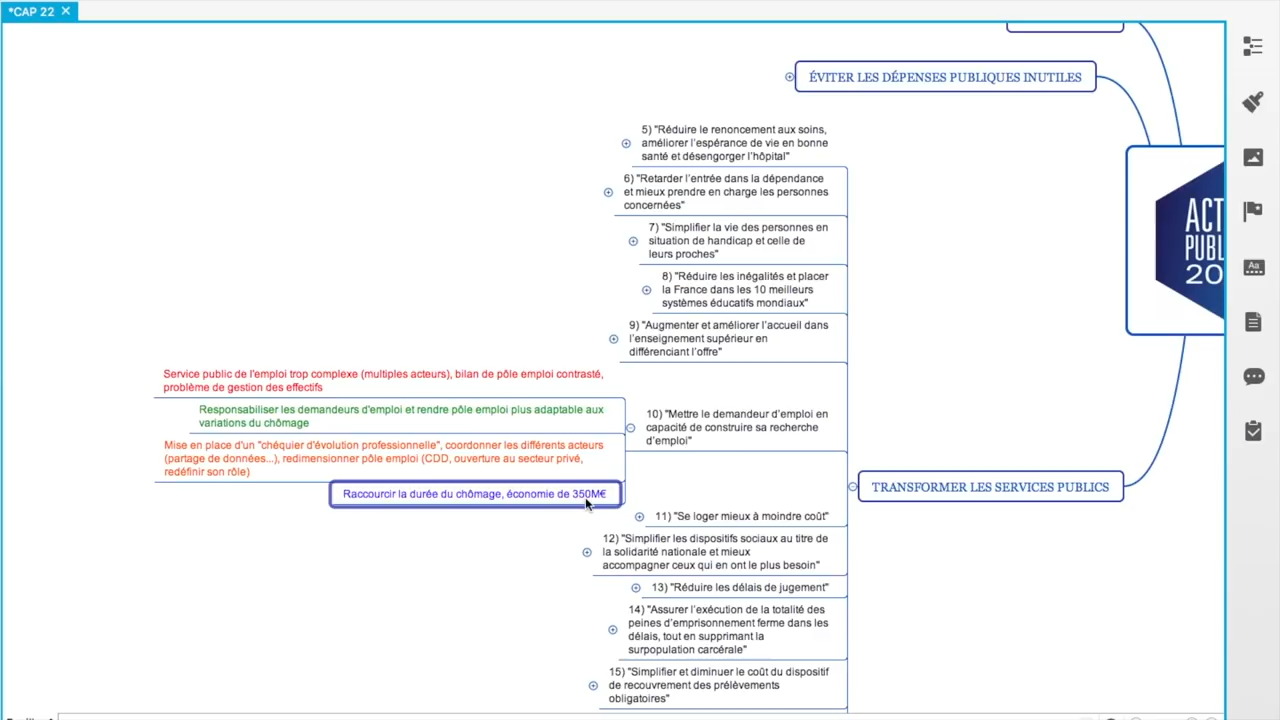 *CAP 22
ÉVITER LES DÉPENSES PUBLIQUES INUTILES
5) "Réduire le renoncement aux soins,
améliorer l'espérance de vie en bonne
santé et désengorger l'hôpital"
6) "Retarder l'entrée dans la dépendance
et mieux prendre en charge les personnes
concernées"
7) "Simplifier la vie des personnes en
situation de handicap et celle de
leurs proches"
8) "Réduire les inégalités et placer
la France dans les 10 meilleurs
systèmes éducatifs mondiaux"
9) "Augmenter et améliorer l'accueil dans
l'enseignement supérieur en
différenciant l'offre"
Service public de l'emploi trop complexe (multiples acteurs), bilan de pôle emploi contrasté,
problème de gestion des effectifs
Responsabiliser les demandeurs d'emploi et rendre pôle emploi plus adaptable aux
variations du chômage
Mise en place d'un "chéquier d'évolution professionnelle", coordonner les différents acteurs
(partage de données...), redimensionner pôle emploi (CDD, ouverture au secteur privé,
redéfinir son rôle)
Raccourcir la durée du chômage, économie de 350M€
10) "Mettre le demandeur d'emploi en
capacité de construire sa recherche
d'emploi"
TRANSFORMER LES SERVICES PUBLICS
11) "Se loger mieux à moindre coût"
12) "Simplifier les dispositifs sociaux au titre de
la solidarité nationale et mieux
accompagner ceux qui en ont le plus besoin"
13) "Réduire les délais de jugement"
14) "Assurer l'exécution de la totalité des
peines d'emprisonnement ferme dans les
délais, tout en supprimant la
surpopulation carcérale"
15) "Simplifier et diminuer le coût du dispositif
de recouvrement des prélèvements
obligatoires"
ACT
PUBL
20
Aa